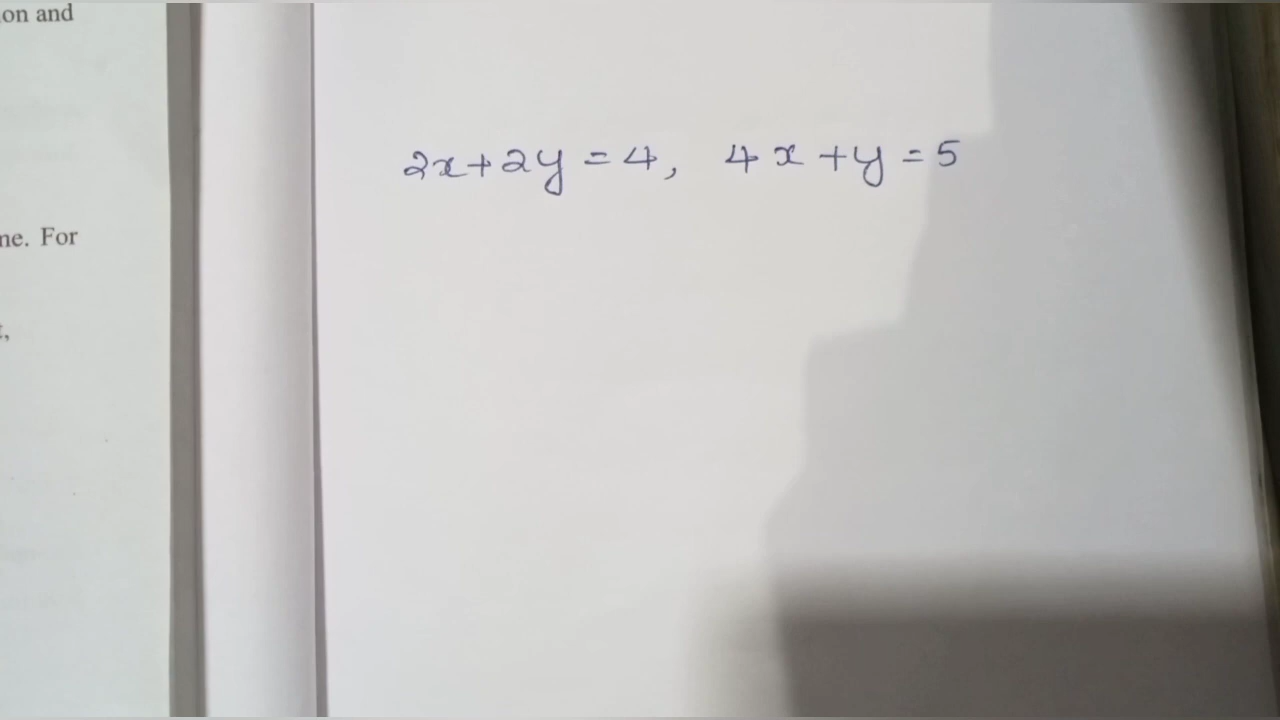 on and
ne. For
2x+2y=4, 4x+y=5